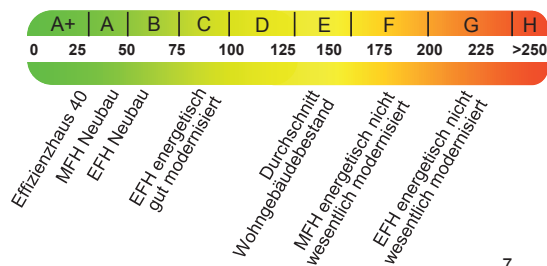 A+ A B C D E F G H
0 25 50 75 100 125 150 175 200 225 >250
Effizienzhaus 40
MFH Neubau
EFH Neubau
EFH energetisch
gut modernisiert
Durchschnitt
Wohngebäudebestand
MFH energetisch nicht
wesentlich modernisiert
EFH energetisch nicht
wesentlich modernisiert
7